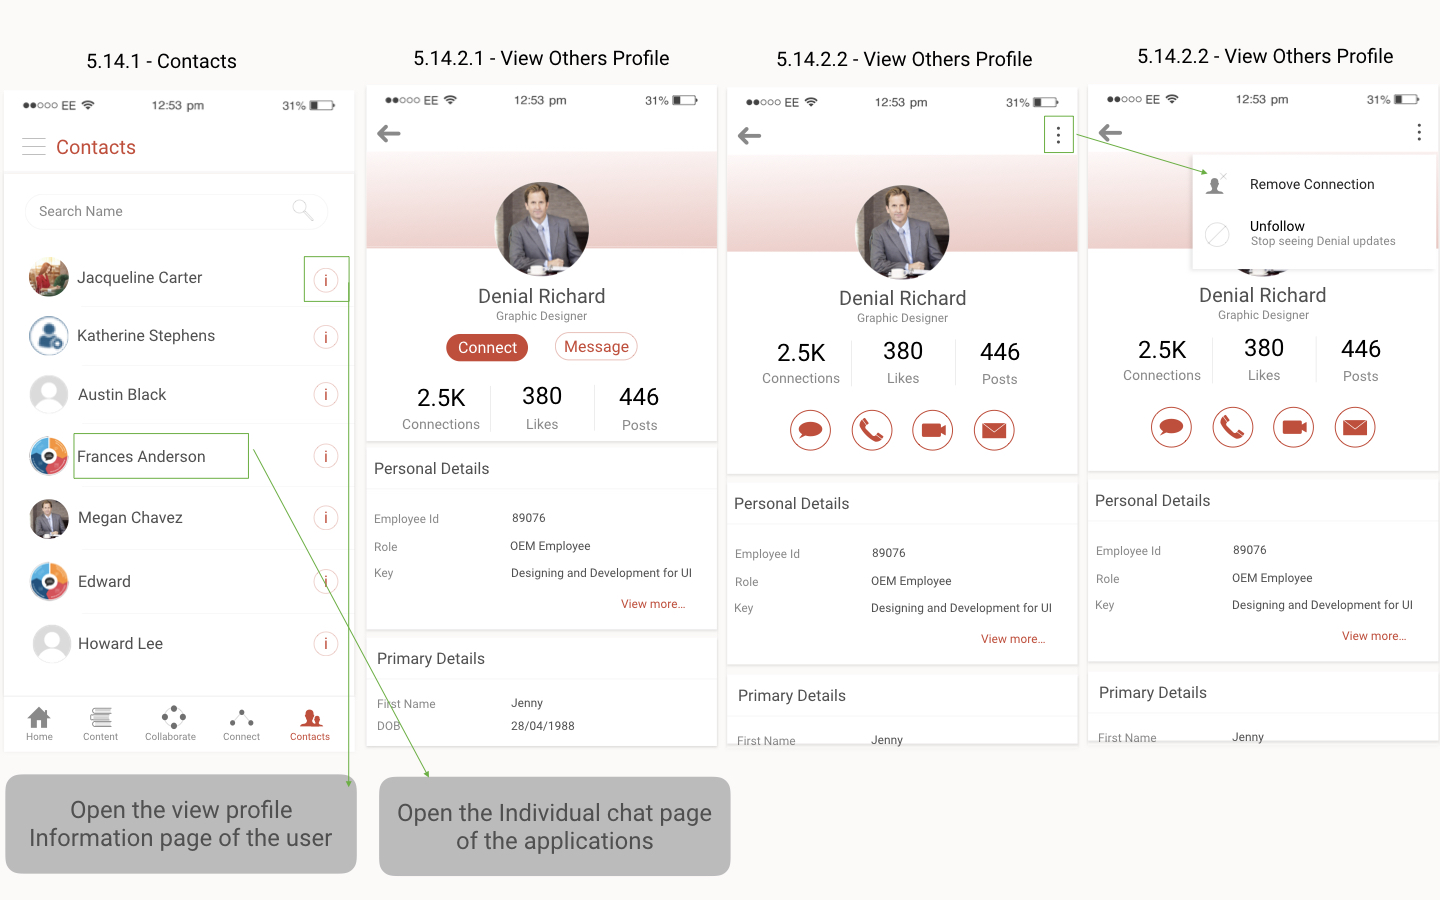 5.14.1 - Contacts
EE
12:53 pm
31%
Contacts
Search Name
Jacqueline Carter
i
Katherine Stephens
i
Austin Black
i
Frances Anderson
i
Megan Chavez
i
Edward
i
Howard Lee
i
Home
Content
Collaborate
Connect
Contacts
Open the view profile
Information page of the user
5.14.2.1 - View Others Profile
EE
12:53 pm
31%
Denial Richard
Graphic Designer
Connect
Message
2.5K
380
446
Connections
Likes
Posts
Personal Details
Employee Id
89076
Role
OEM Employee
Key
Designing and Development for UI
View more...
Primary Details
First Name
Jenny
DOB
28/04/1988
Open the Individual chat page
of the applications
5.14.2.2 - View Others Profile
EE
12:53 pm
31%
Denial Richard
Graphic Designer
2.5K
380
446
Connections
Likes
Posts
Personal Details
Employee Id
89076
Role
OEM Employee
Key
Designing and Development for UI
View more...
Primary Details
First Name
Jenny
5.14.2.2 - View Others Profile
EE
12:53 pm
31%
Remove Connection
Unfollow
Stop seeing Denial updates
Denial Richard
Graphic Designer
2.5K
380
446
Connections
Likes
Posts
Personal Details
Employee Id
89076
Role
OEM Employee
Key
Designing and Development for UI
View more...
Primary Details
First Name
Jenny